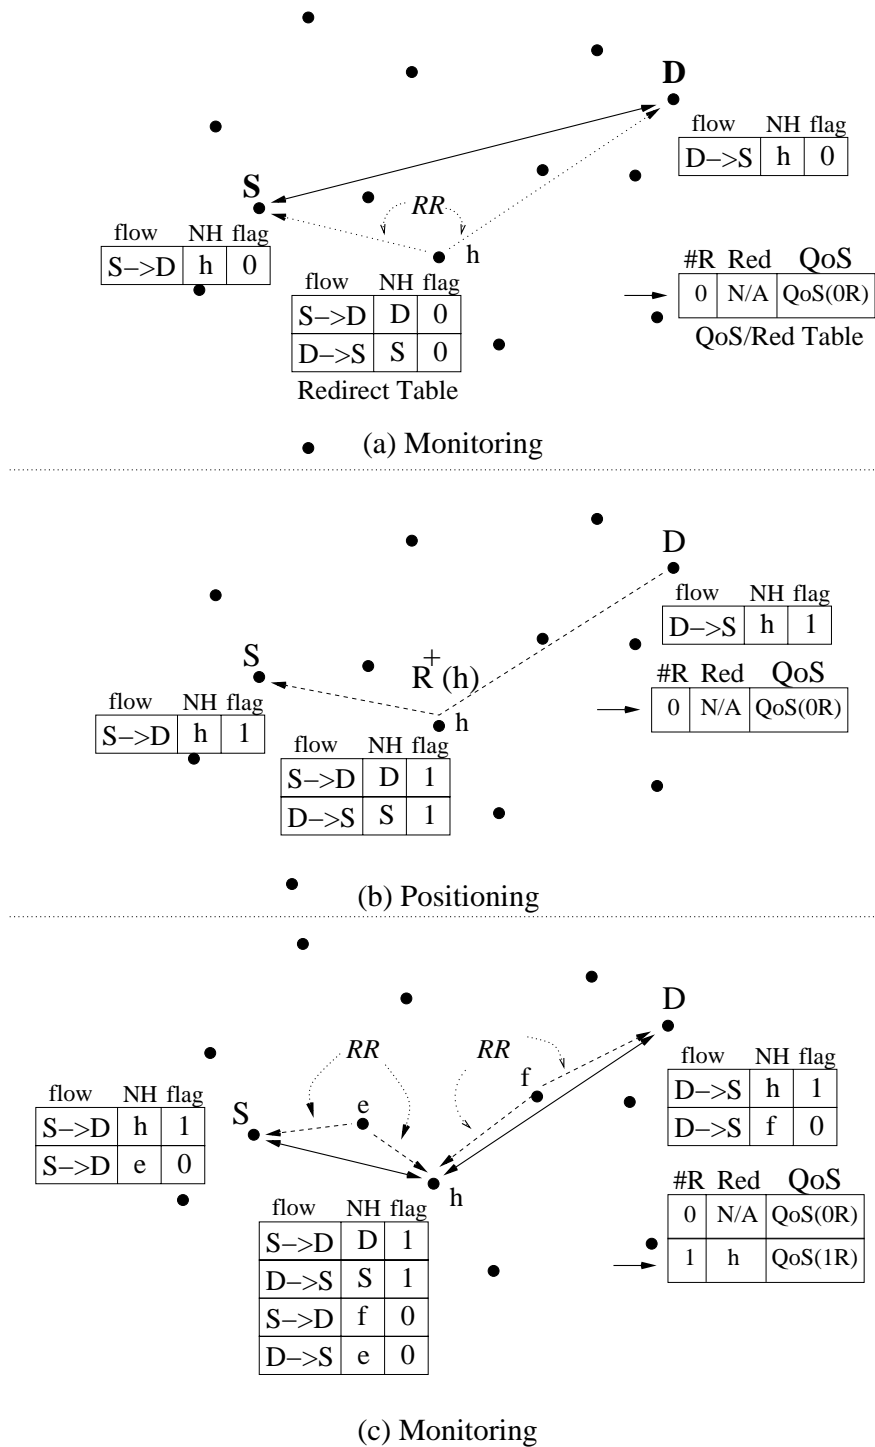 D
flow NH flag
D−>S h 0
S
RR
h
flow NH flag
S−>D h 0
#R Red QoS
0 N/A QoS(0R)
QoS/Red Table
flow NH flag
S−>D D 0
D−>S S 0
Redirect Table
(a) Monitoring
D
flow NH flag
D−>S h 1
S
R+(h)
h
#R Red QoS
0 N/A QoS(0R)
flow NH flag
S−>D h 1
flow NH flag
S−>D D 1
D−>S S 1
(b) Positioning
D
RR RR
flow NH flag
D−>S h 1
D−>S f 0
f
e
S
flow NH flag
S−>D h 1
S−>D e 0
h
#R Red QoS
0 N/A QoS(0R)
1 h QoS(1R)
flow NH flag
S−>D D 1
D−>S S 1
S−>D f 0
D−>S e 0
(c) Monitoring